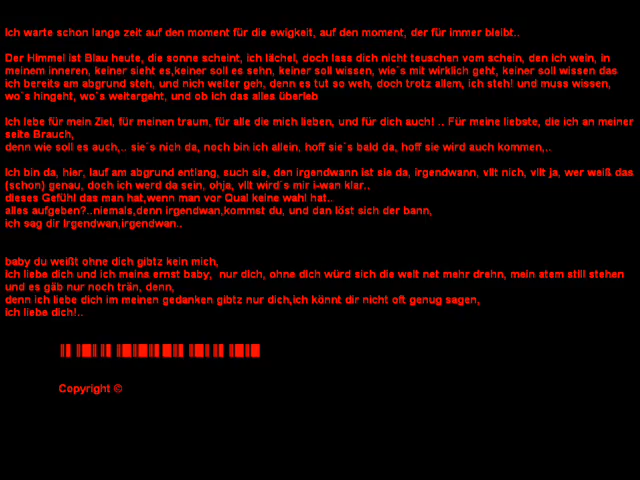 Ich warte schon lange zeit auf den moment für die ewigkeit, auf den moment, der für immer bleibt..
Der Himmel ist Blau heute, die sonne scheint, ich lächel, doch lass dich nicht teuschen vom schein, den ich wein, in
meinem inneren, keiner sieht es,keiner soll es sehn, keiner soll wissen, wie´s mit wirklich geht, keiner soll wissen das
ich bereits am abgrund steh, und nich weiter geh, denn es tut so weh, doch trotz allem, ich steh! und muss wissen,
wo´s hingeht, wo´s weitergeht, und ob ich das alles überleb
Ich lebe für mein Ziel, für meinen traum, für alle die mich lieben, und für dich auch! .. Für meine liebste, die ich an meiner
seite Brauch,
denn wie soll es auch,.. sie´s nich da, noch bin ich allein, hoff sie´s bald da, hoff sie wird auch kommen,..
Ich bin da, hier, lauf am abgrund entlang, such sie, den irgendwann ist sie da, irgendwann, vllt nich, vllt ja, wer weiß das
(schon) genau, doch ich werd da sein, ohja, vllt wird´s mir i-wan klar..
dieses Gefühl das man hat,wenn man vor Qual keine wahl hat..
alles aufgeben?..niemals,denn irgendwan,kommst du, und dan löst sich der bann,
ich sag dir irgendwan,irgendwan..
baby du weißt ohne dich gibtz kein mich,
Ich liebe dich und ich meins ernst baby, nur dich, ohne dich würd sich die welt net mehr drehn, mein atem still stehen
und es gäb nur noch trän, denn,
denn ich liebe dich im meinen gedanken gibtz nur dich,ich könnt dir nicht oft genug sagen,
Ich liebe dich!..
Copyright ©